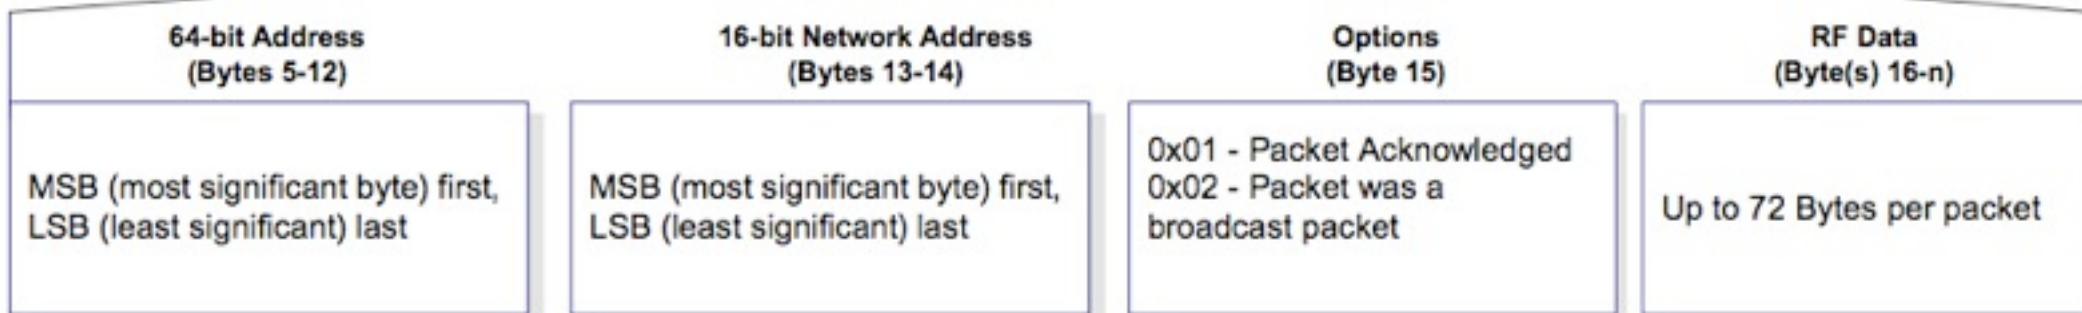 64-bit Address
(Bytes 5-12)
MSB (most significant byte) first,
LSB (least significant) last
16-bit Network Address
(Bytes 13-14)
MSB (most significant byte) first,
LSB (least significant) last
Options
(Byte 15)
0x01 - Packet Acknowledged
0x02 - Packet was a
broadcast packet
RF Data
(Byte(s) 16-n)
Up to 72 Bytes per packet